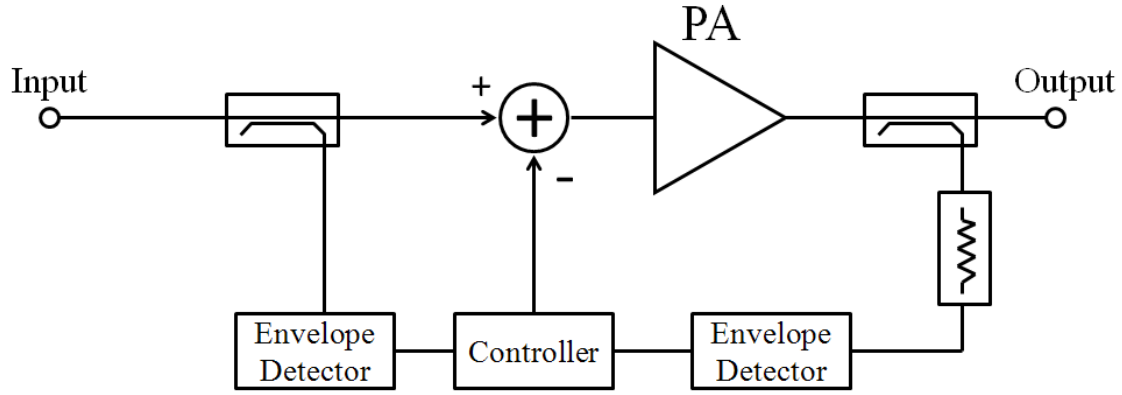 PA
Input
Output
+
+
-
Envelope
Detector
Controller
Envelope
Detector